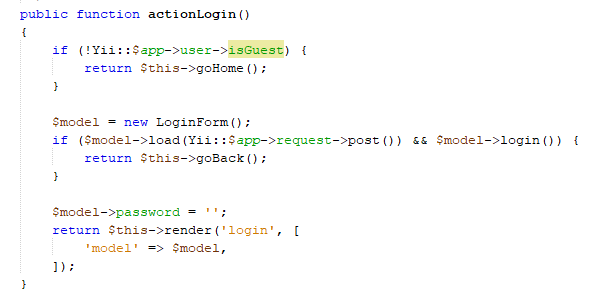 public function actionLogin()
{
    if (!Yii::$app->user->isGuest) {
        return $this->goHome();
    }

    $model = new LoginForm();
    if ($model->load(Yii::$app->request->post()) && $model->login()) {
        return $this->goBack();
    }

    $model->password = '';
    return $this->render('login', [
        'model' => $model,
    ]);
}